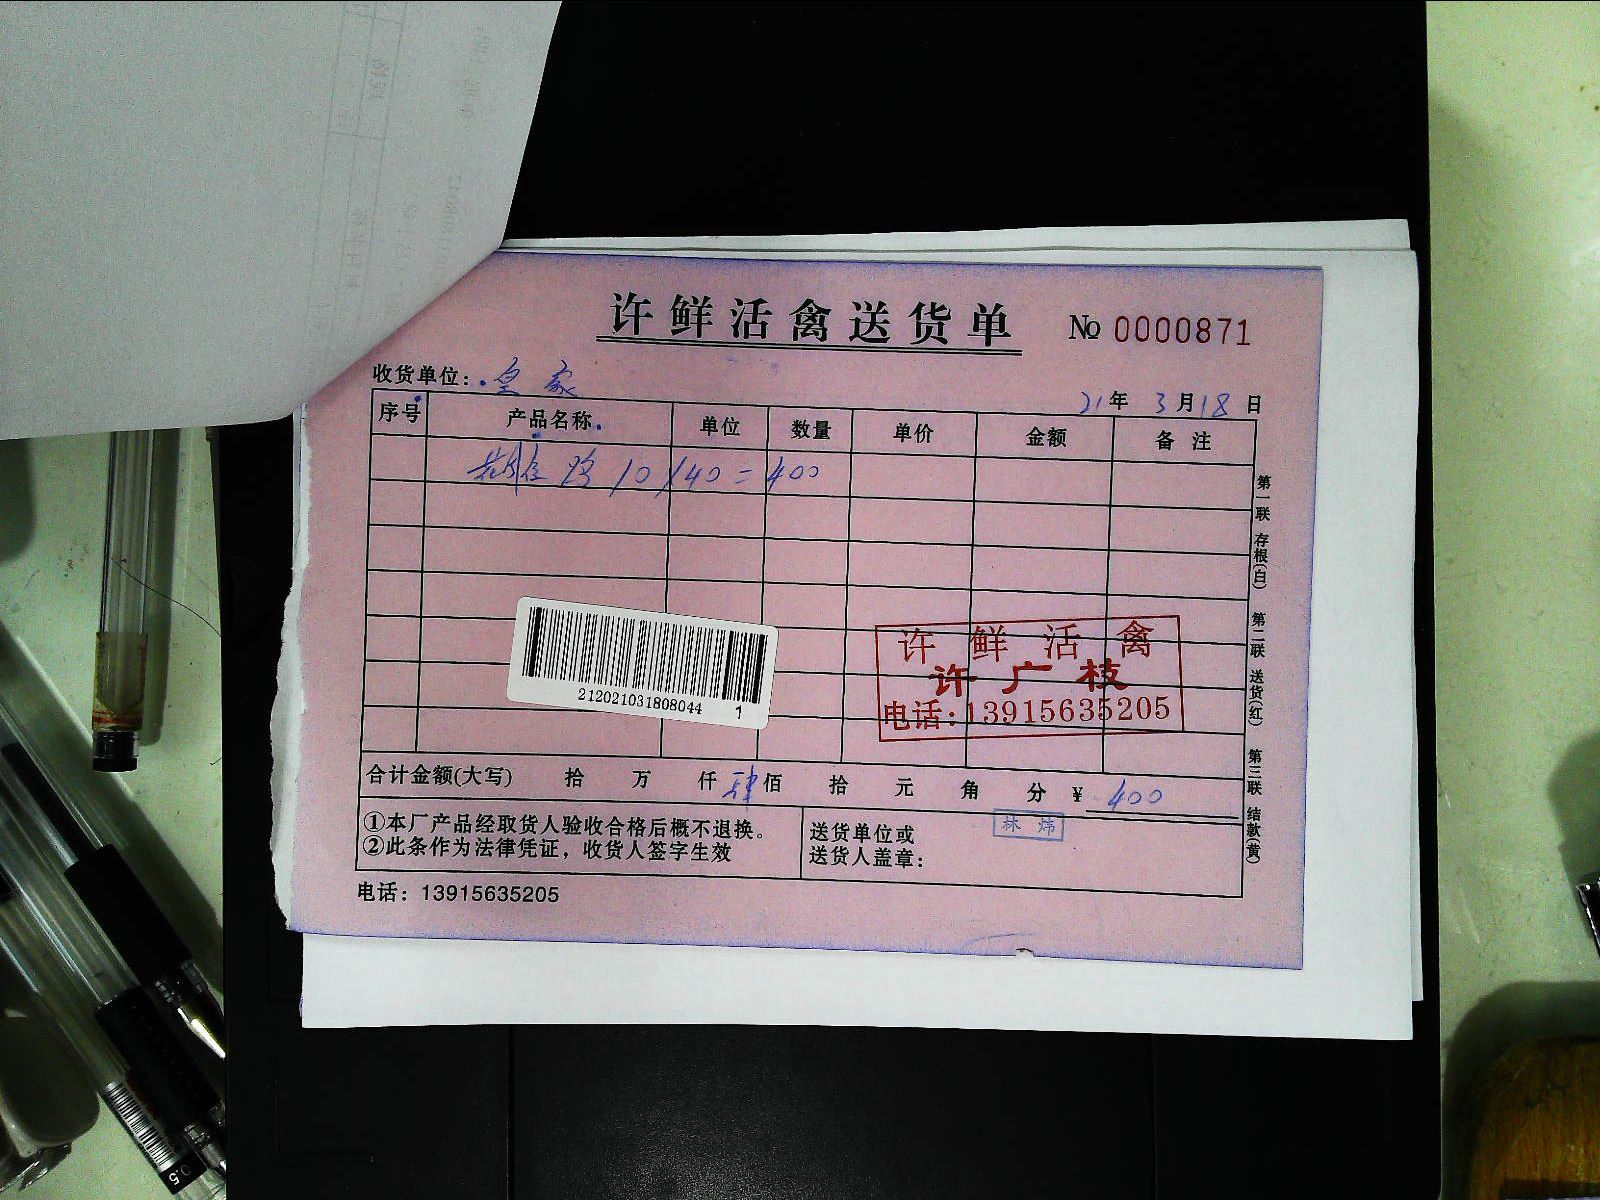 许鲜活禽送货单 No 0000871
收货单位: 皇家
21年 3月18日
序号 产品名称 单位 数量 单价 金额 备注
鸡 10/40=400
第一联 存根(白) 第二联 送货(红) 第三联 结款(黄)
212021031808044 1
许鲜活禽
许广枝
电话:13915635205
合计金额(大写) 拾 万 仟 肆佰 拾 元 角 分 ¥ 400
①本厂产品经取货人验收合格后概不退换。
②此条作为法律凭证，收货人签字生效
送货单位或
送货人盖章:
林炜
电话: 13915635205
0.5